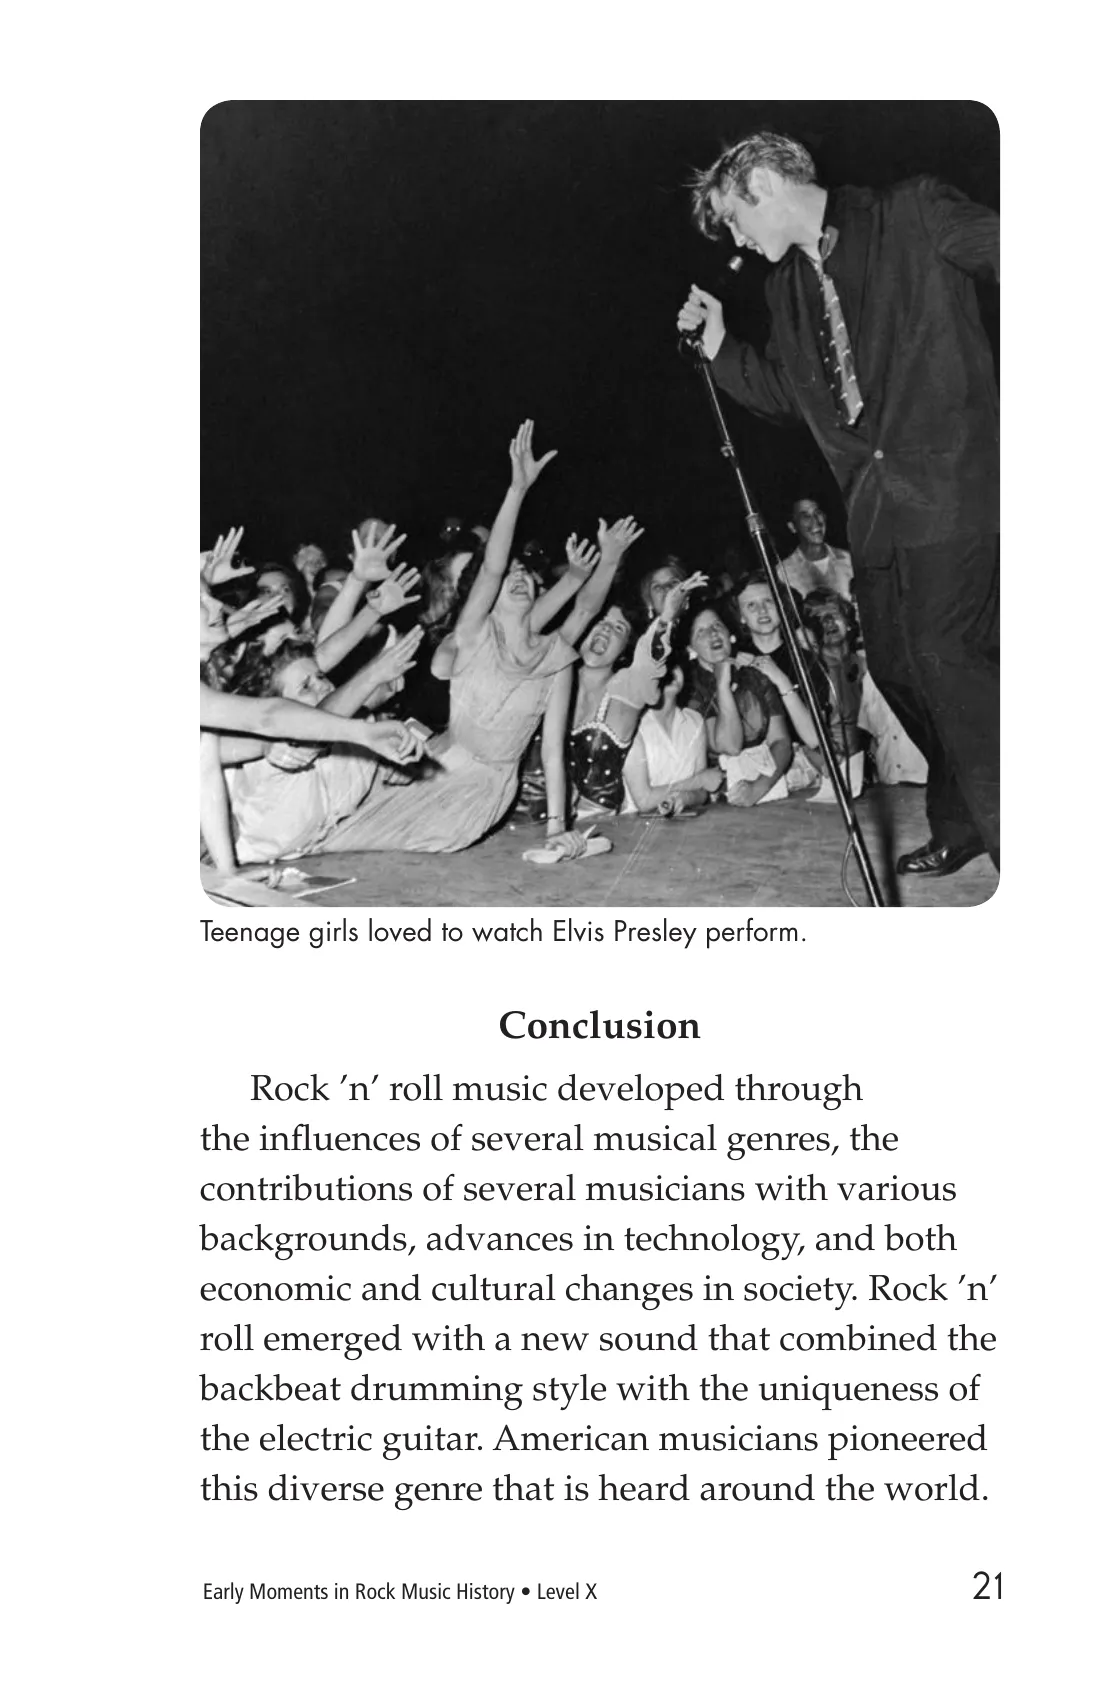 Teenage girls loved to watch Elvis Presley perform.
Conclusion
Rock ’n’ roll music developed through
the influences of several musical genres, the
contributions of several musicians with various
backgrounds, advances in technology, and both
economic and cultural changes in society. Rock ’n’
roll emerged with a new sound that combined the
backbeat drumming style with the uniqueness of
the electric guitar. American musicians pioneered
this diverse genre that is heard around the world.
Early Moments in Rock Music History • Level X
21